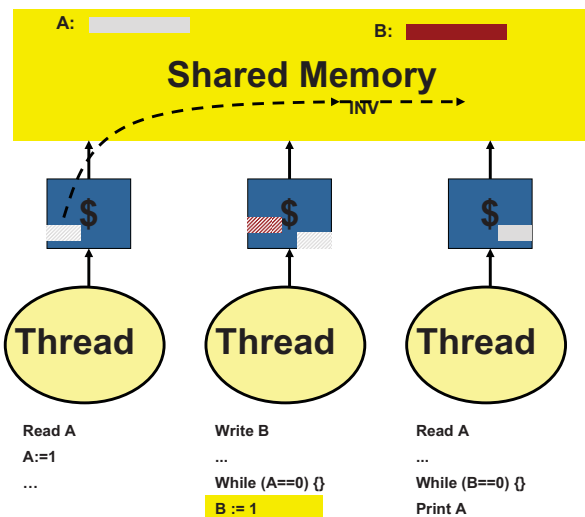 A:
B:
Shared Memory
INV
$ $ $
Thread Thread Thread
Read A Write B Read A
A:=1 ... ...
… While (A==0) {} While (B==0) {}
B := 1 Print A